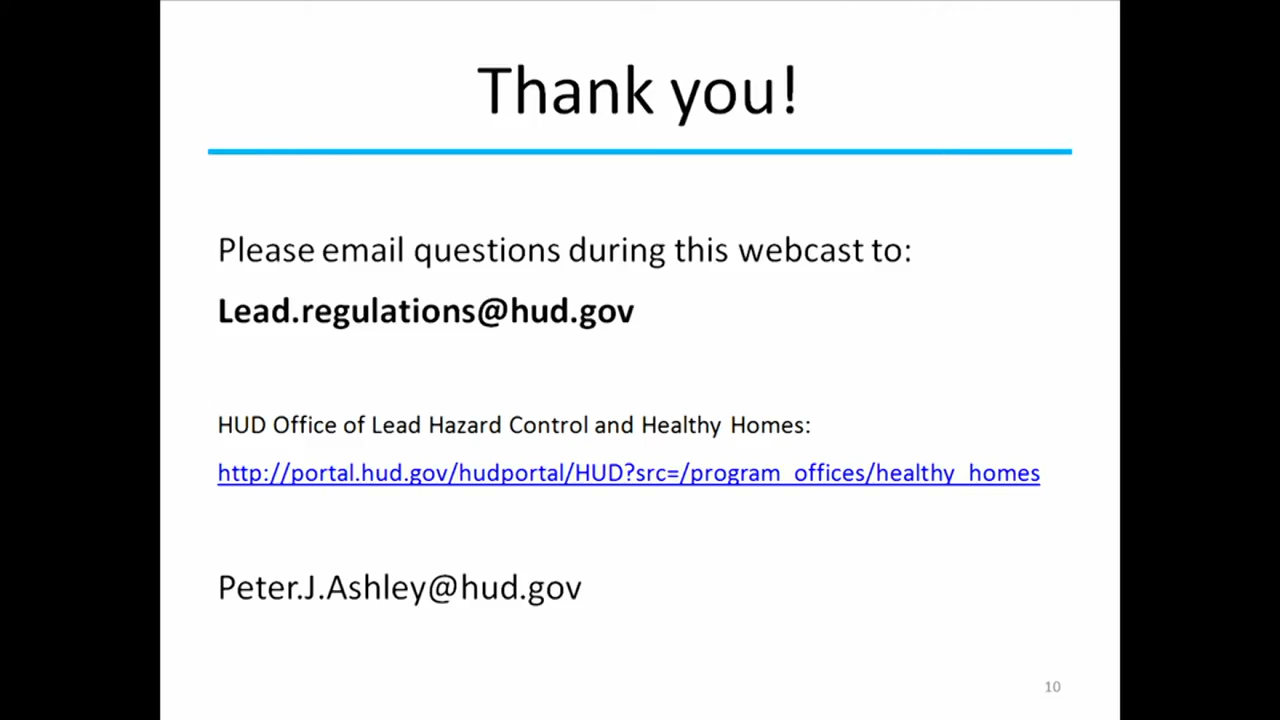 Thank you!
Please email questions during this webcast to:
Lead.regulations@hud.gov
HUD Office of Lead Hazard Control and Healthy Homes:
http://portal.hud.gov/hudportal/HUD?src=/program_offices/healthy_homes
Peter.J.Ashley@hud.gov
10